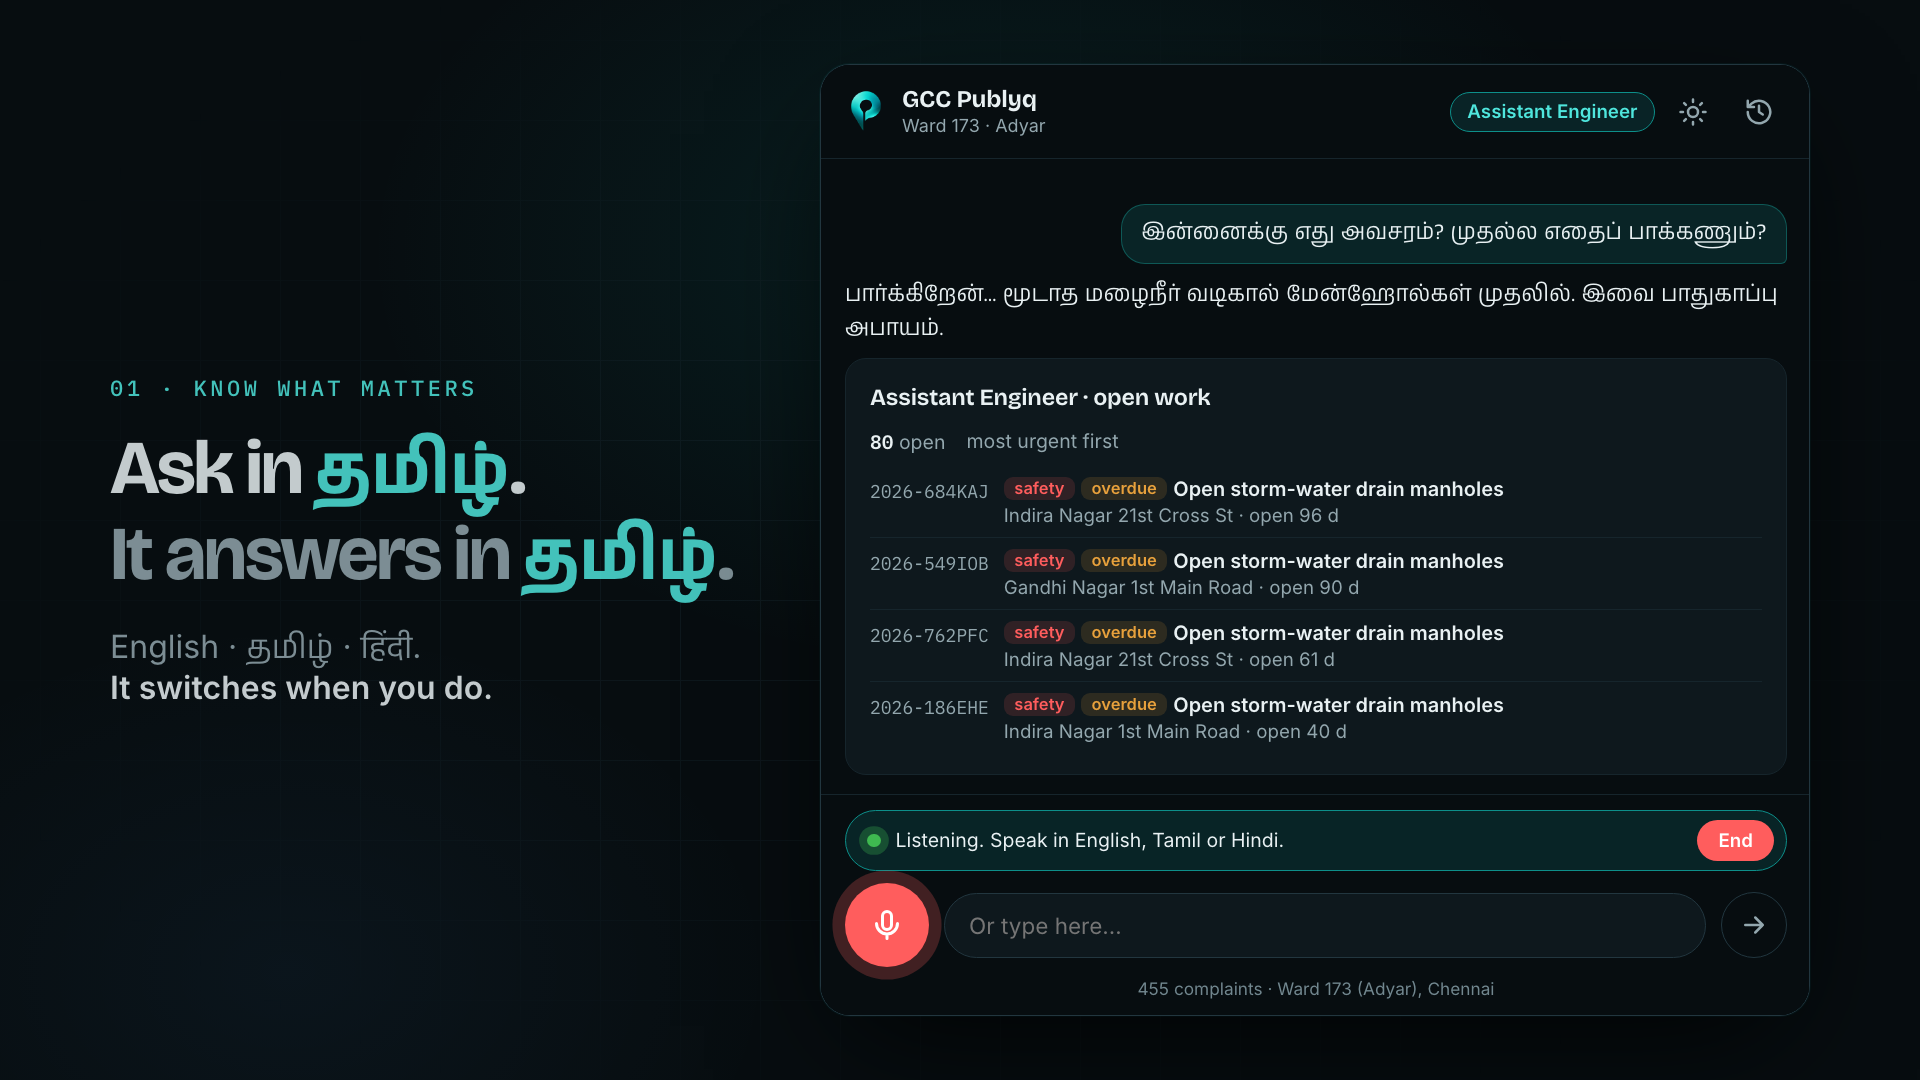 01 · KNOW WHAT MATTERS
Ask in தமிழ்.
It answers in தமிழ்.
English · தமிழ் · हिंदी.
It switches when you do.
GCC Publyq
Ward 173 · Adyar
Assistant Engineer
இன்னைக்கு எது அவசரம்? முதல்ல எதைப் பாக்கணும்?
பார்க்கிறேன்... மூடாத மழைநீர் வடிகால் மேன்ஹோல்கள் முதலில். இவை பாதுகாப்பு
அபாயம்.
Assistant Engineer · open work
80 open most urgent first
2026-684KAJ safety overdue Open storm-water drain manholes
Indira Nagar 21st Cross St · open 96 d
2026-549IOB safety overdue Open storm-water drain manholes
Gandhi Nagar 1st Main Road · open 90 d
2026-762PFC safety overdue Open storm-water drain manholes
Indira Nagar 21st Cross St · open 61 d
2026-186EHE safety overdue Open storm-water drain manholes
Indira Nagar 1st Main Road · open 40 d
Listening. Speak in English, Tamil or Hindi.
End
Or type here...
455 complaints · Ward 173 (Adyar), Chennai